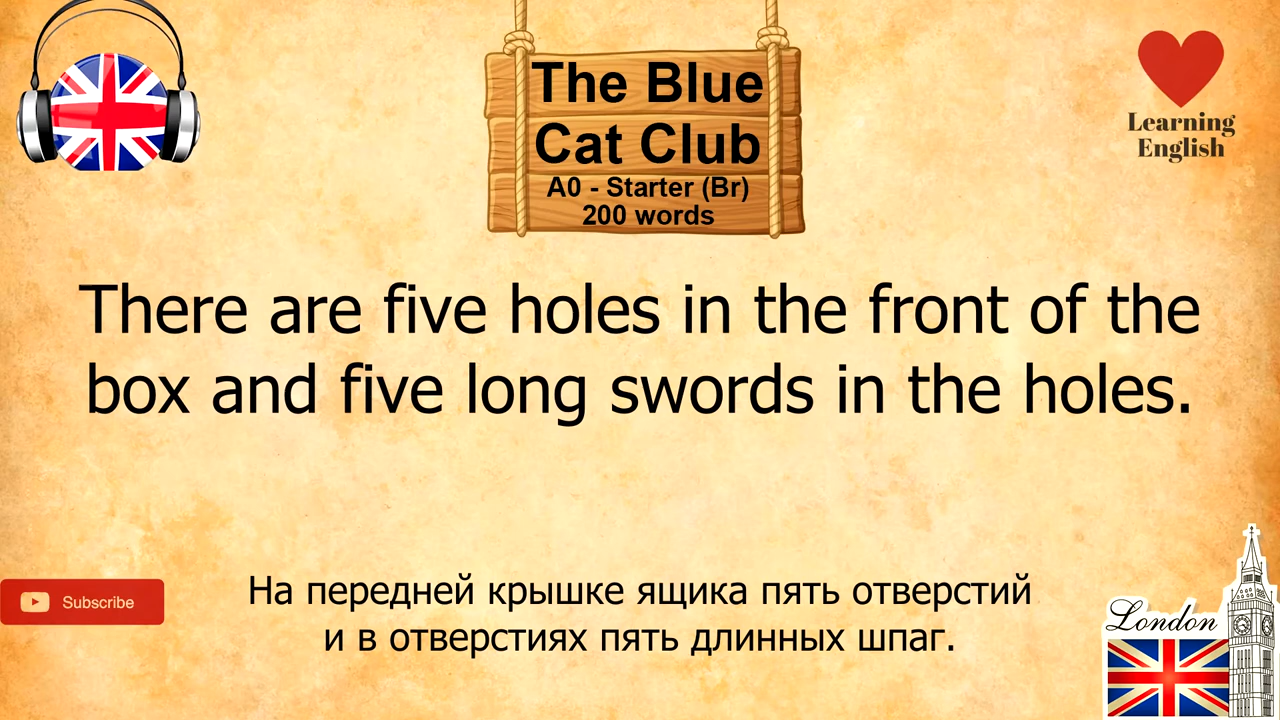 The Blue
Cat Club
A0 - Starter (Br)
200 words
Learning
English
There are five holes in the front of the
box and five long swords in the holes.
На передней крышке ящика пять отверстий
и в отверстиях пять длинных шпаг.
Subscribe
London